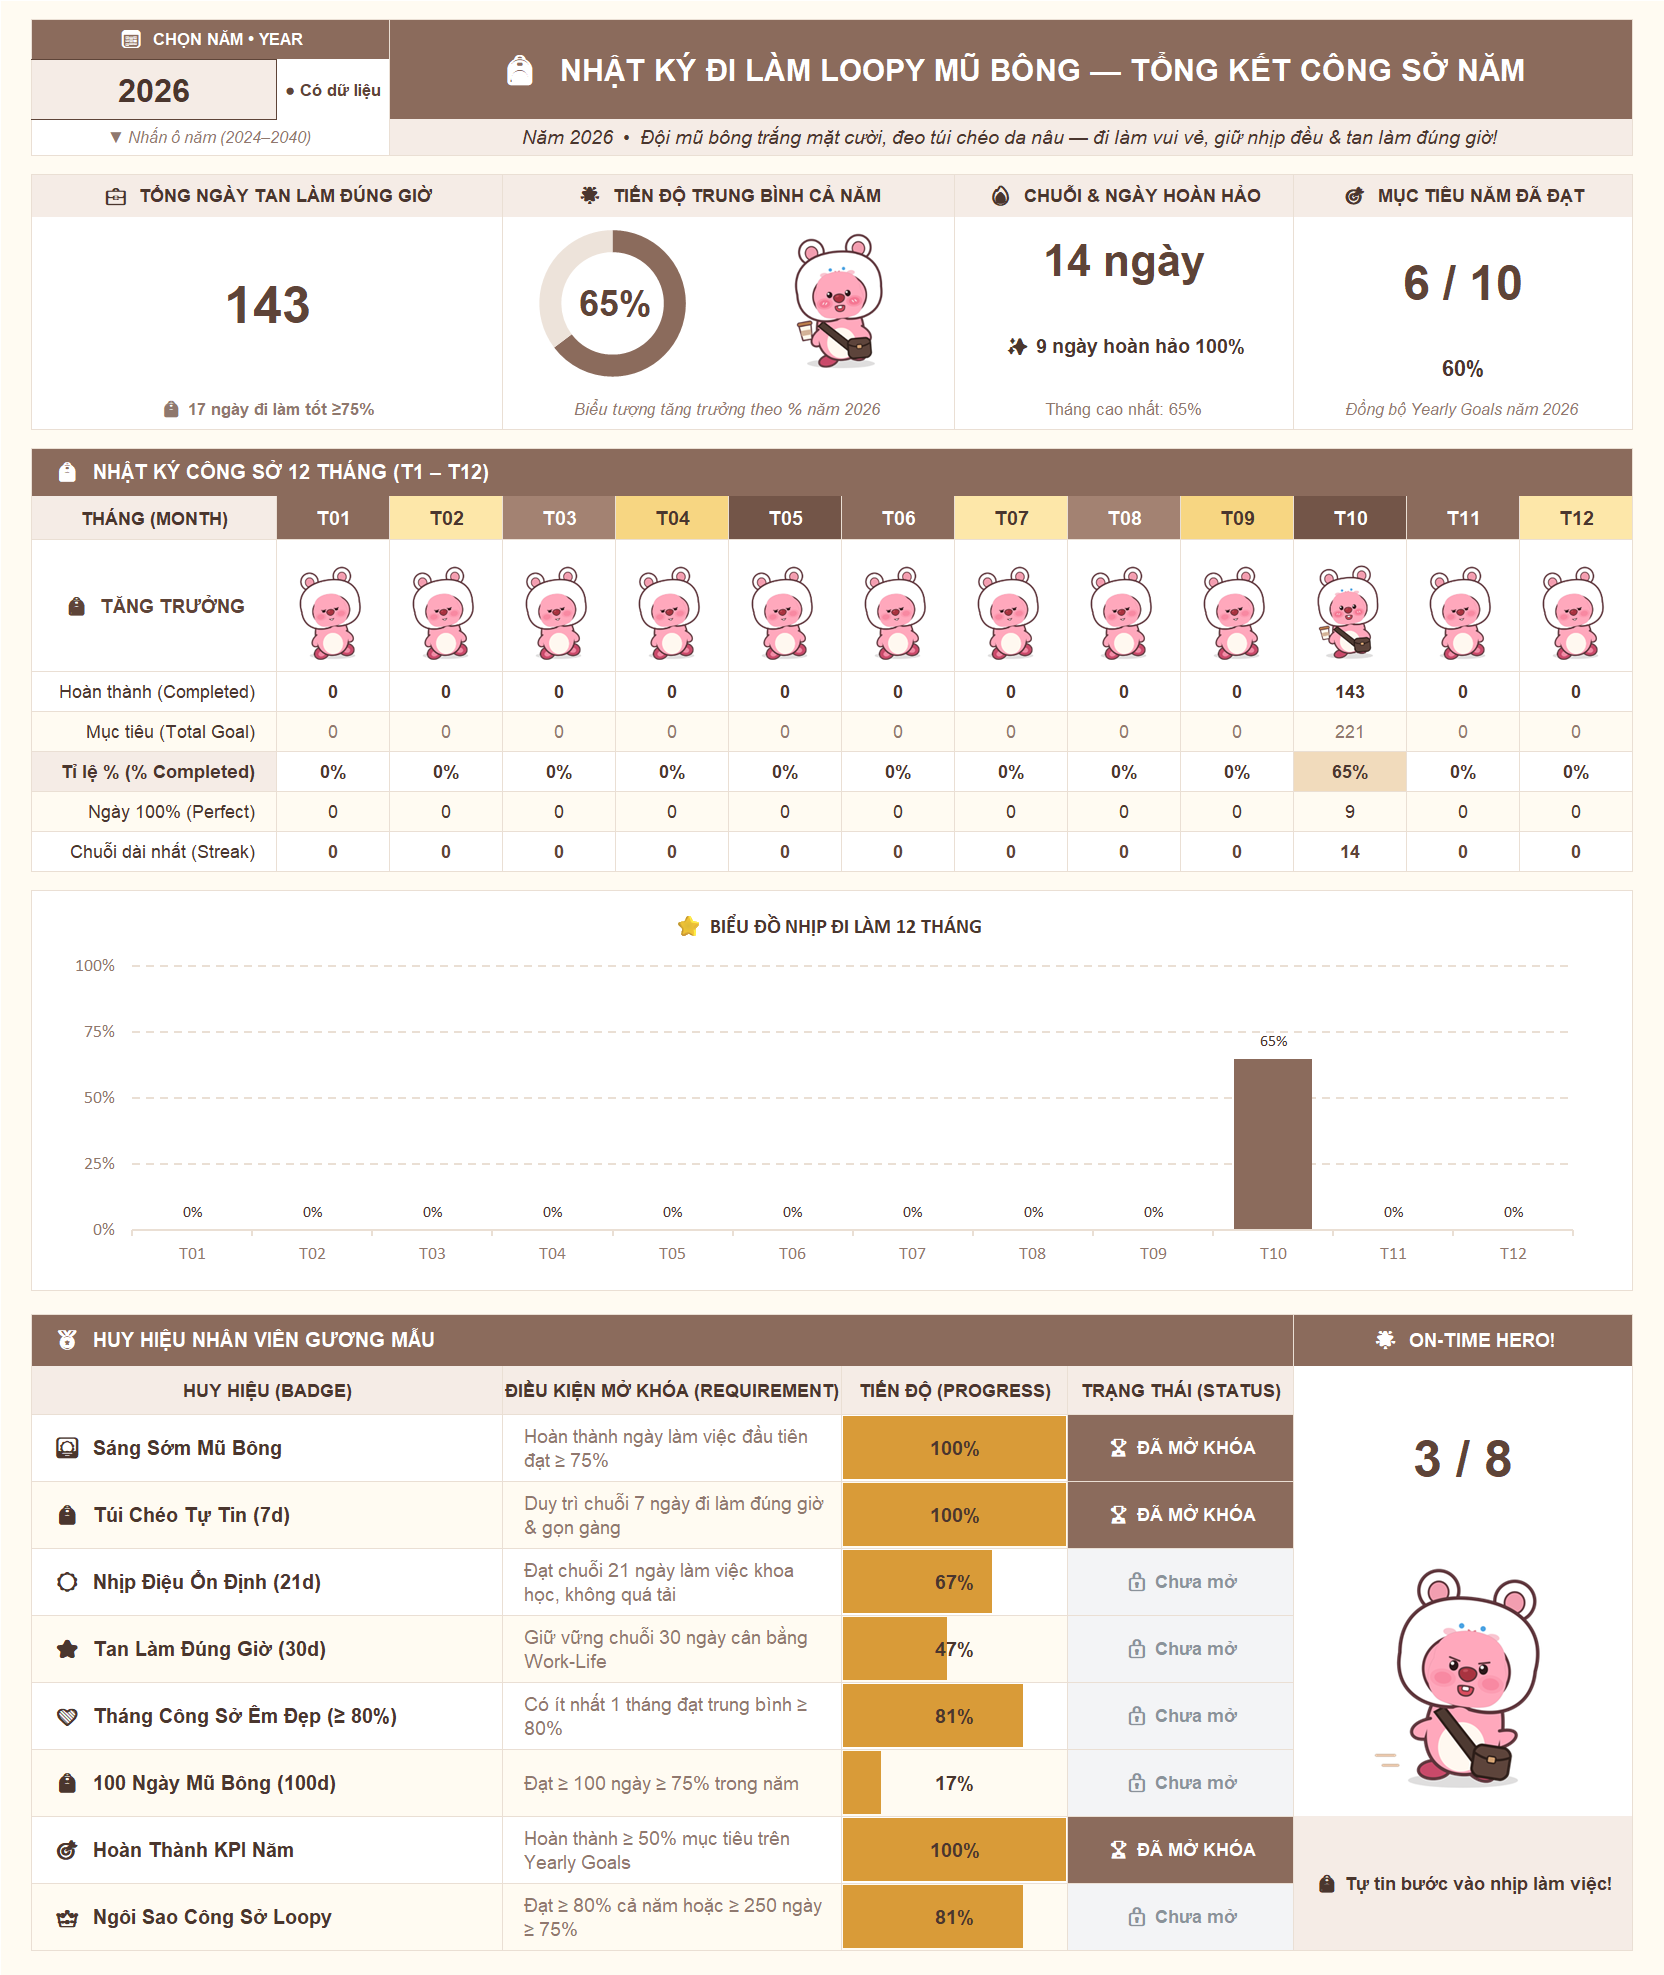 CHỌN NĂM • YEAR
2026
● Có dữ liệu
▼ Nhấn ô năm (2024–2040)
NHẬT KÝ ĐI LÀM LOOPY MŨ BÔNG — TỔNG KẾT CÔNG SỞ NĂM
Năm 2026 • Đội mũ bông trắng mặt cười, đeo túi chéo da nâu — đi làm vui vẻ, giữ nhịp đều & tan làm đúng giờ!
TỔNG NGÀY TAN LÀM ĐÚNG GIỜ
143
17 ngày đi làm tốt ≥75%
TIẾN ĐỘ TRUNG BÌNH CẢ NĂM
65%
Biểu tượng tăng trưởng theo % năm 2026
CHUỖI & NGÀY HOÀN HẢO
14 ngày
9 ngày hoàn hảo 100%
Tháng cao nhất: 65%
MỤC TIÊU NĂM ĐÃ ĐẠT
6 / 10
60%
Đồng bộ Yearly Goals năm 2026
NHẬT KÝ CÔNG SỞ 12 THÁNG (T1 – T12)
THÁNG (MONTH) T01 T02 T03 T04 T05 T06 T07 T08 T09 T10 T11 T12
TĂNG TRƯỞNG
Hoàn thành (Completed) 0 0 0 0 0 0 0 0 0 143 0 0
Mục tiêu (Total Goal) 0 0 0 0 0 0 0 0 0 221 0 0
Tỉ lệ % (% Completed) 0% 0% 0% 0% 0% 0% 0% 0% 0% 65% 0% 0%
Ngày 100% (Perfect) 0 0 0 0 0 0 0 0 0 9 0 0
Chuỗi dài nhất (Streak) 0 0 0 0 0 0 0 0 0 14 0 0
BIỂU ĐỒ NHỊP ĐI LÀM 12 THÁNG
100%
75%
65%
50%
25%
0% 0% 0% 0% 0% 0% 0% 0% 0% 0% 0%
0%
T01 T02 T03 T04 T05 T06 T07 T08 T09 T10 T11 T12
HUY HIỆU NHÂN VIÊN GƯƠNG MẪU
HUY HIỆU (BADGE) ĐIỀU KIỆN MỞ KHÓA (REQUIREMENT) TIẾN ĐỘ (PROGRESS) TRẠNG THÁI (STATUS)
Sáng Sớm Mũ Bông
Hoàn thành ngày làm việc đầu tiên
đạt ≥ 75%
100%
ĐÃ MỞ KHÓA
Túi Chéo Tự Tin (7d)
Duy trì chuỗi 7 ngày đi làm đúng giờ
& gọn gàng
100%
ĐÃ MỞ KHÓA
Nhịp Điệu Ổn Định (21d)
Đạt chuỗi 21 ngày làm việc khoa
học, không quá tải
67%
Chưa mở
Tan Làm Đúng Giờ (30d)
Giữ vững chuỗi 30 ngày cân bằng
Work-Life
47%
Chưa mở
Tháng Công Sở Êm Đẹp (≥ 80%)
Có ít nhất 1 tháng đạt trung bình ≥
80%
81%
Chưa mở
100 Ngày Mũ Bông (100d)
Đạt ≥ 100 ngày ≥ 75% trong năm
17%
Chưa mở
Hoàn Thành KPI Năm
Hoàn thành ≥ 50% mục tiêu trên
Yearly Goals
100%
ĐÃ MỞ KHÓA
Ngôi Sao Công Sở Loopy
Đạt ≥ 80% cả năm hoặc ≥ 250 ngày
≥ 75%
81%
Chưa mở
ON-TIME HERO!
3 / 8
Tự tin bước vào nhịp làm việc!